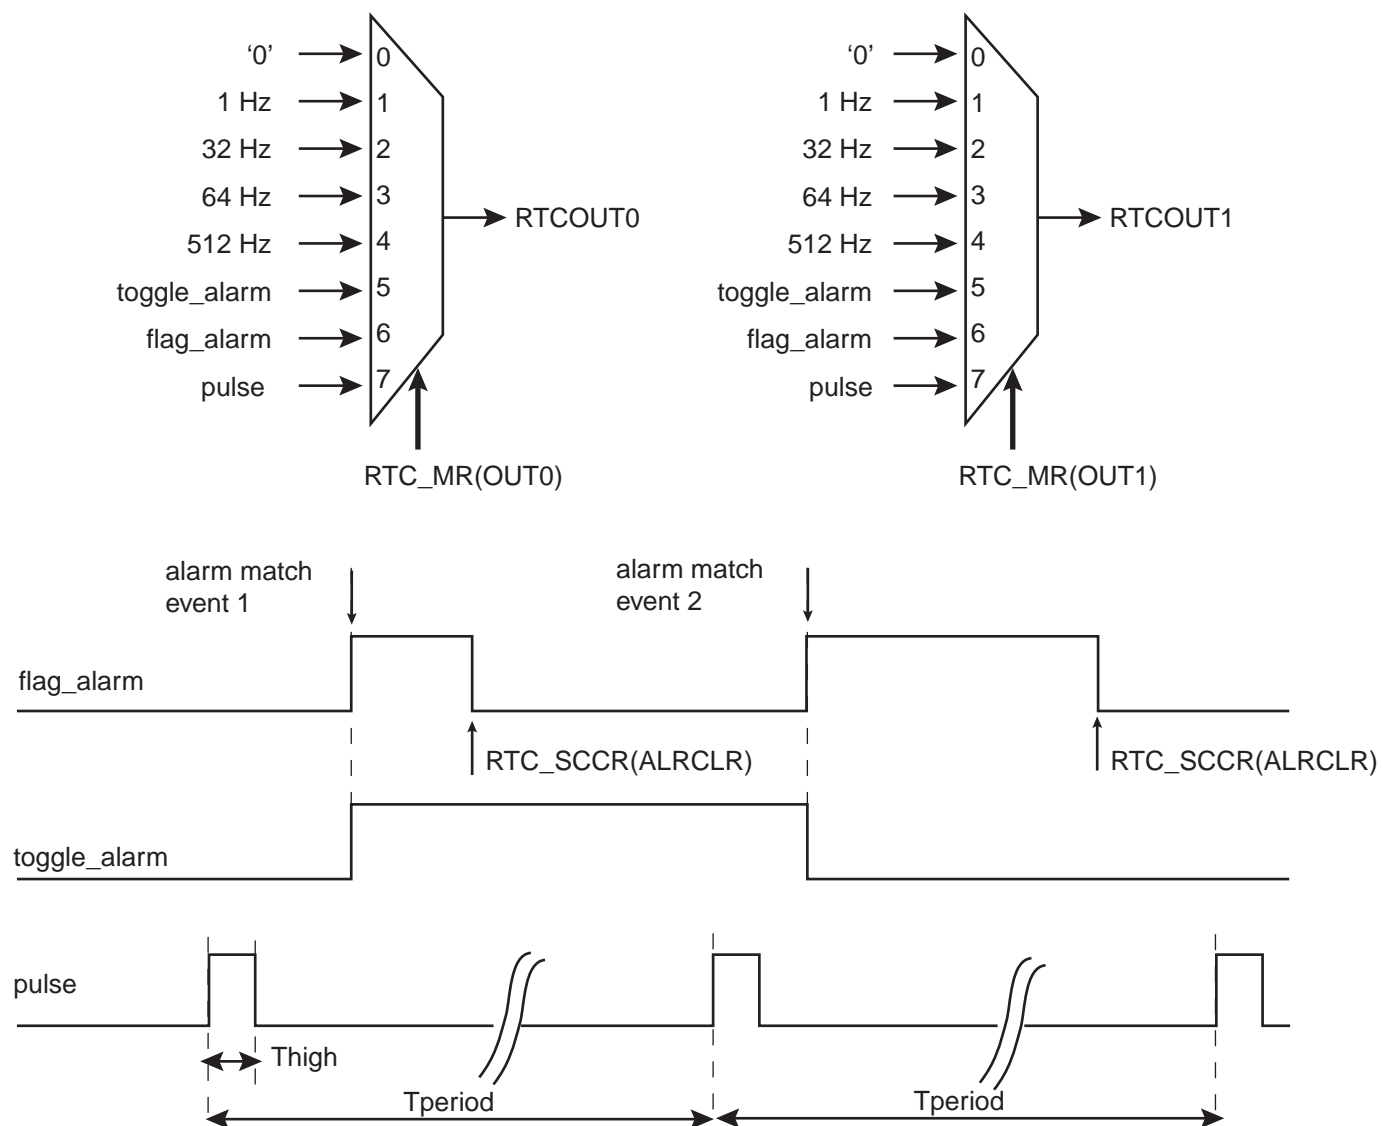 ‘0’
0
1 Hz
1
32 Hz
2
64 Hz
3
512 Hz
4
toggle_alarm
5
flag_alarm
6
pulse
7
RTCOUT0
RTC_MR(OUT0)
‘0’
0
1 Hz
1
32 Hz
2
64 Hz
3
512 Hz
4
toggle_alarm
5
flag_alarm
6
pulse
7
RTCOUT1
RTC_MR(OUT1)
alarm match
event 1
alarm match
event 2
flag_alarm
RTC_SCCR(ALRCLR)
RTC_SCCR(ALRCLR)
toggle_alarm
pulse
Thigh
Tperiod
Tperiod